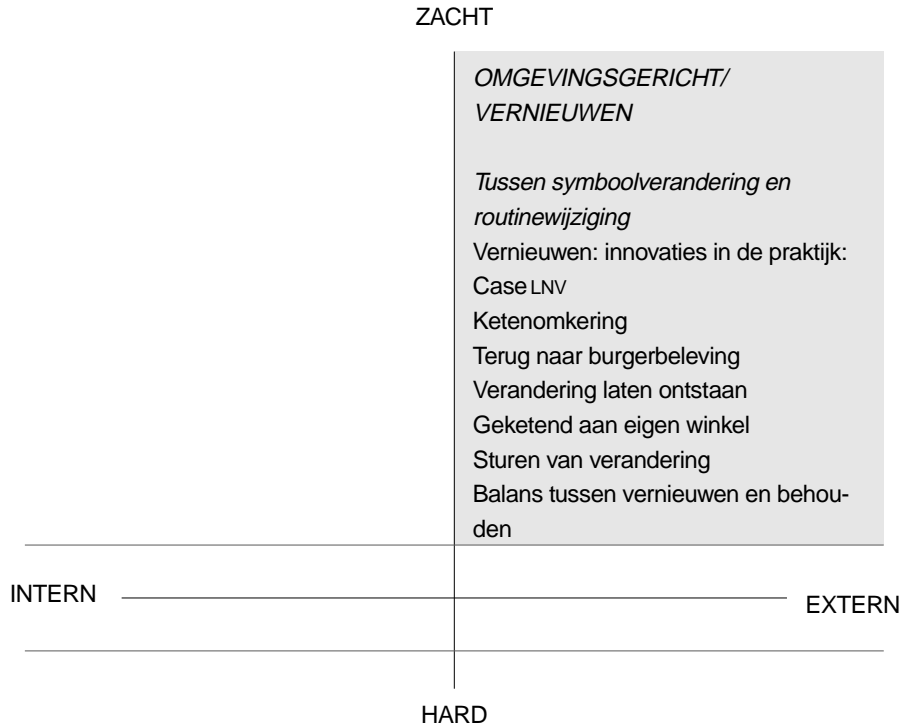 ZACHT
OMGEVINGSGERICHT/
VERNIEUWEN
Tussen symboolverandering en
routinewijziging
Vernieuwen: innovaties in de praktijk:
Case LNV
Ketenomkering
Terug naar burgerbeleving
Verandering laten ontstaan
Geketend aan eigen winkel
Sturen van verandering
Balans tussen vernieuwen en behou-
den
INTERN
EXTERN
HARD